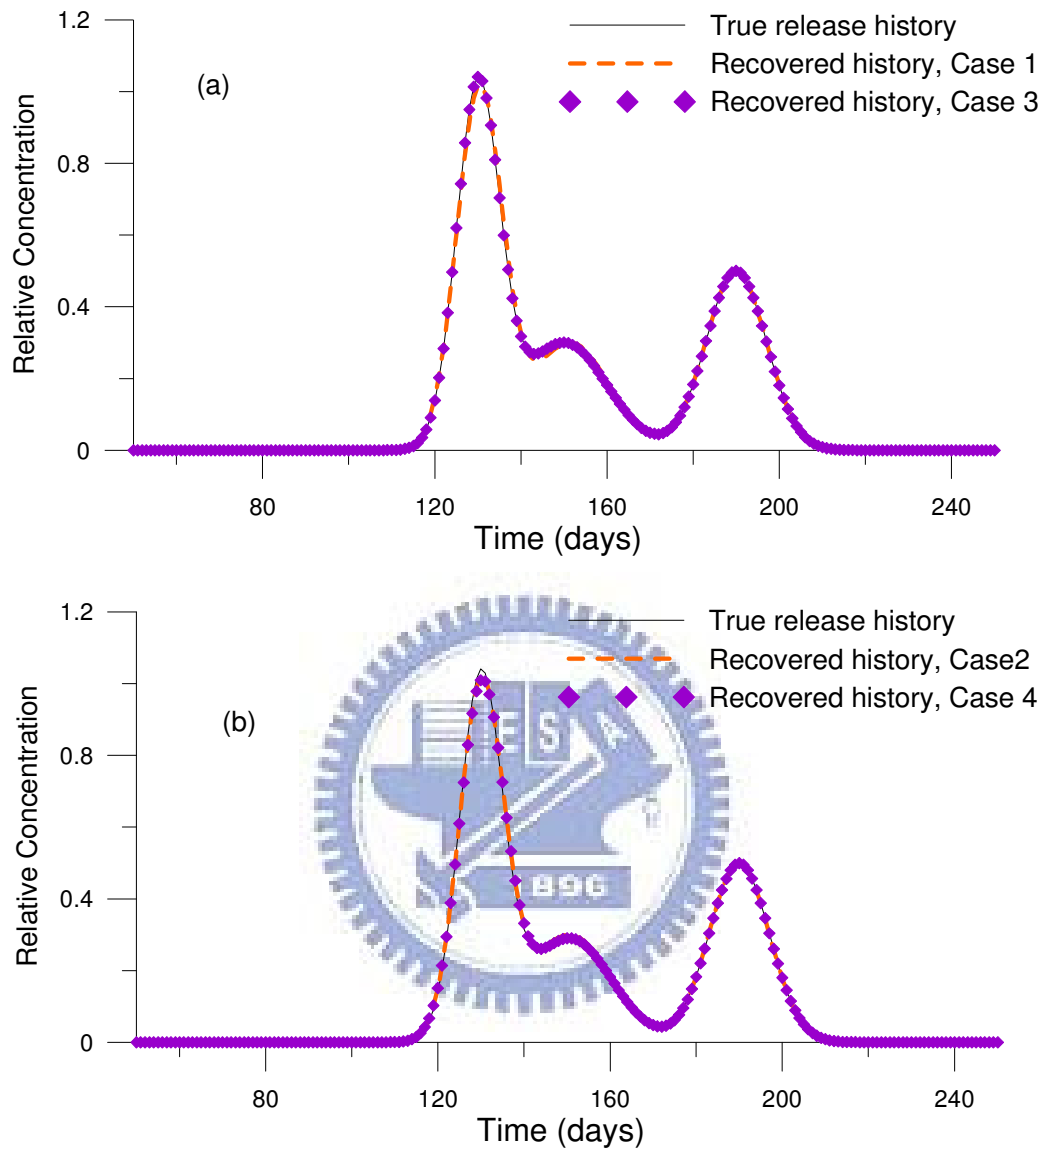 1.2
True release history
Recovered history, Case 1
Recovered history, Case 3
(a)
0.8
0.4
0
Relative Concentration
80
120
160
200
240
Time (days)
1.2
True release history
Recovered history, Case2
Recovered history, Case 4
(b)
E S A
0.8
0.4
0
Relative Concentration
1896
80
120
160
200
240
Time (days)